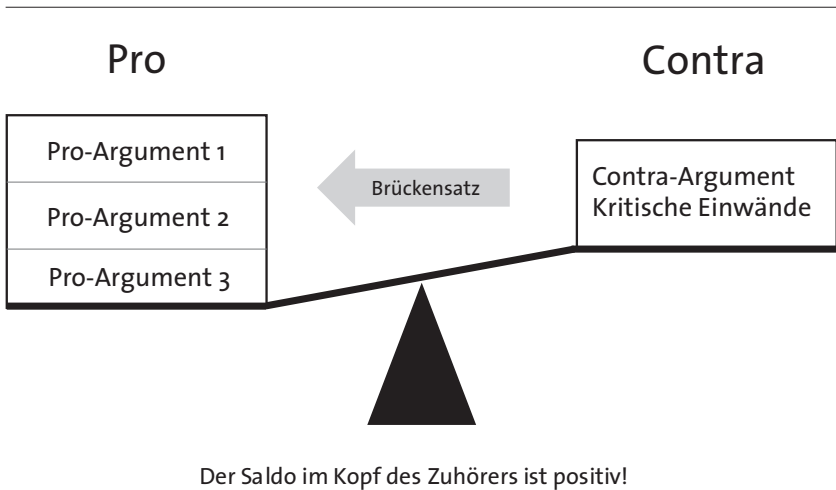 Pro
Contra
Pro-Argument 1
Pro-Argument 2
Pro-Argument 3
Brückensatz
Contra-Argument
Kritische Einwände
Der Saldo im Kopf des Zuhörers ist positiv!